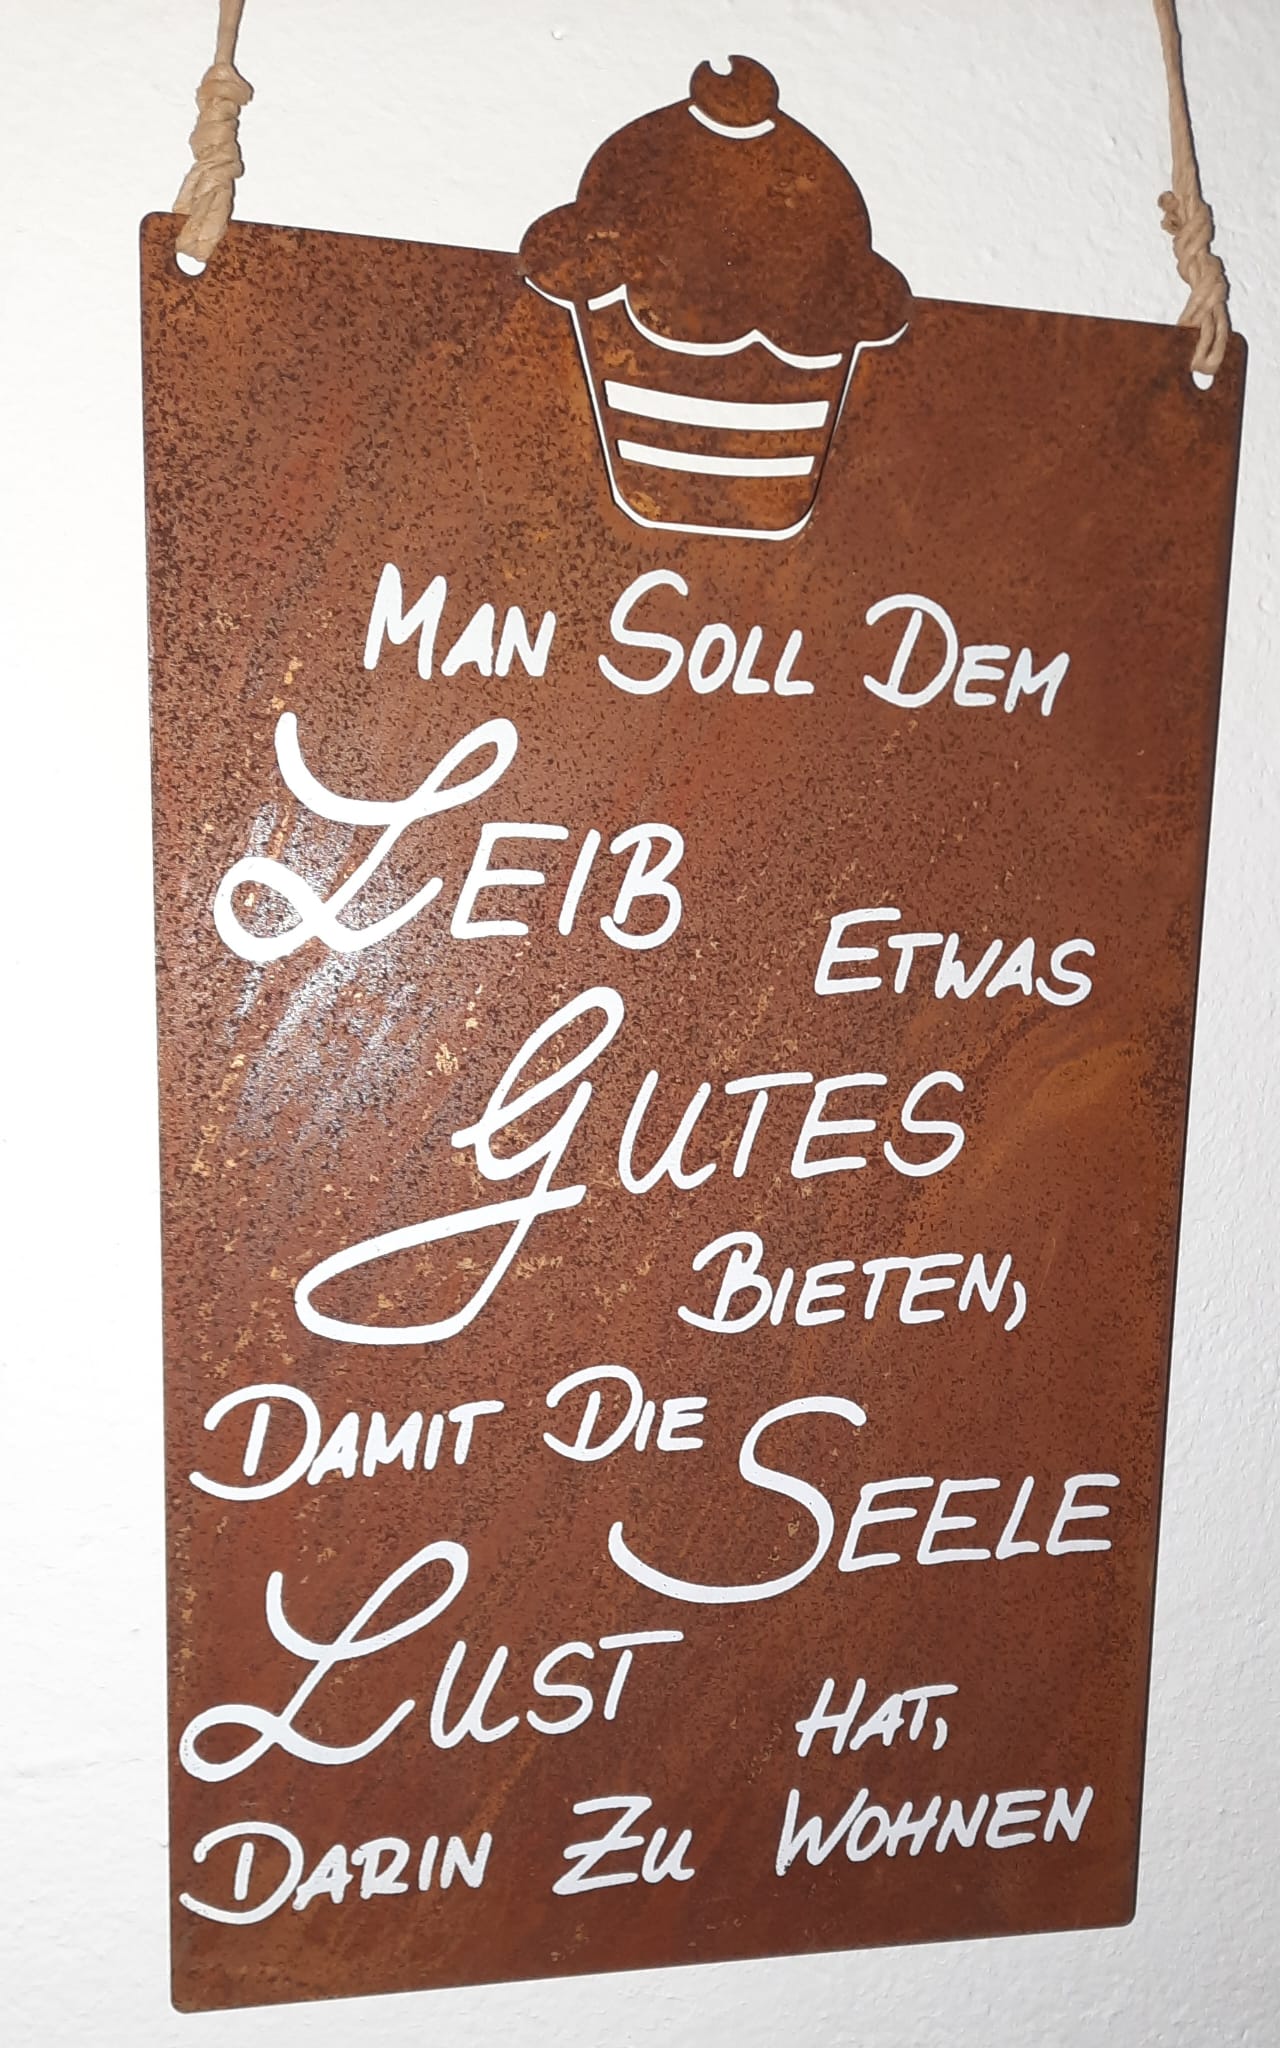 Man Soll Dem
Leib Etwas
Gutes
Bieten,
Damit Die Seele
Lust Hat,
Darin Zu Wohnen